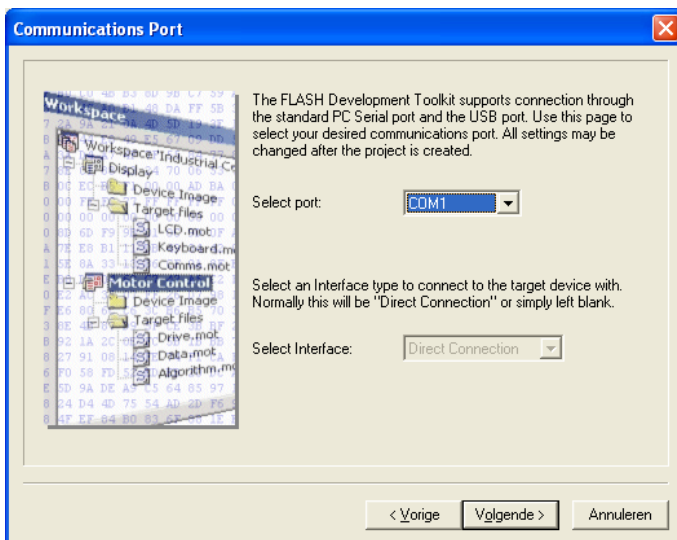 Communications Port
The FLASH Development Toolkit supports connection through
the standard PC Serial port and the USB port. Use this page to
select your desired communications port. All settings may be
changed after the project is created.
Select port:
COM1
Select an Interface type to connect to the target device with.
Normally this will be "Direct Connection" or simply left blank.
Select Interface:
Direct Connection
Workspace
Workspace "Industrial Co
Display
Device Image
Target files
LCD.mot
Keyboard.m
Comms.mot
Motor Control
Device Image
Target files
Drive.mot
Data.mot
Algorithm.mo
< Vorige
Volgende >
Annuleren